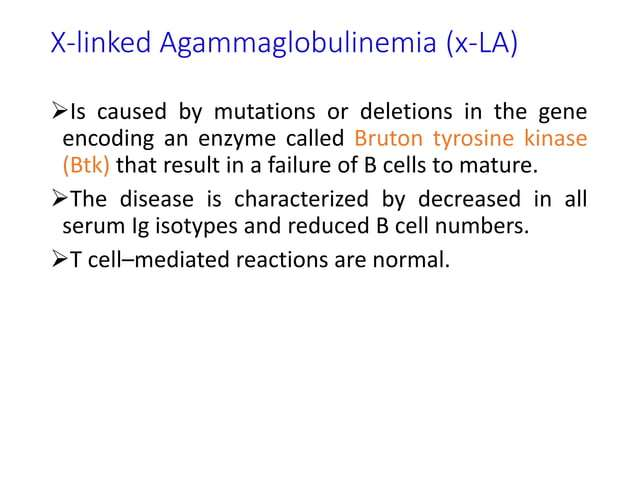 X-linked Agammaglobulinemia (x-LA)
➢Is caused by mutations or deletions in the gene
encoding an enzyme called Bruton tyrosine kinase
(Btk) that result in a failure of B cells to mature.
➢The disease is characterized by decreased in all
serum Ig isotypes and reduced B cell numbers.
➢T cell–mediated reactions are normal.